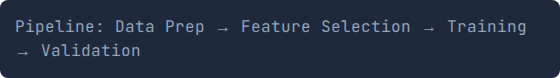 Pipeline: Data Prep → Feature Selection → Training
→ Validation